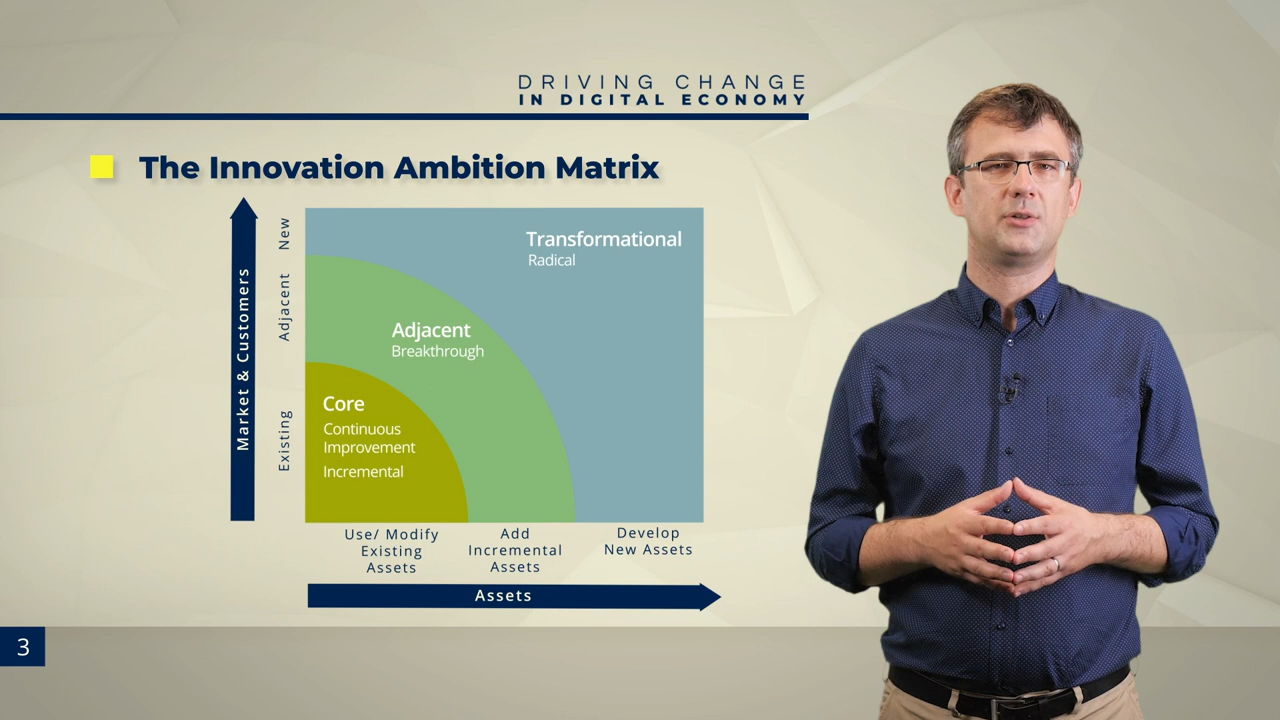 DRIVING CHANGE
IN DIGITAL ECONOMY
The Innovation Ambition Matrix
Market & Customers
New
Adjacent
Existing
Transformational
Radical
Adjacent
Breakthrough
Core
Continuous
Improvement
Incremental
Use/ Modify
Existing
Assets
Add
Incremental
Assets
Develop
New Assets
Assets
3